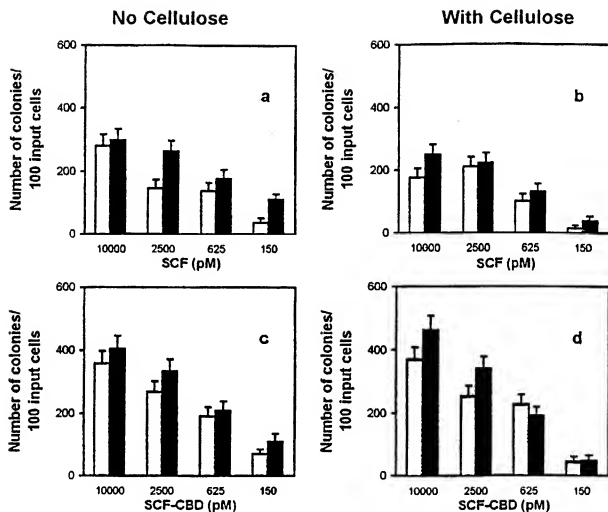 No Cellulose
With Cellulose
Number of colonies/
100 input cells
600
400
200
0
a
10000 2500 625 150
SCF (pM)
Number of colonies/
100 input cells
600
400
200
0
b
10000 2500 625 150
SCF (pM)
Number of colonies/
100 input cells
600
400
200
0
c
10000 2500 625 150
SCF-CBD (pM)
Number of colonies/
100 input cells
600
400
200
0
d
10000 2500 625 150
SCF-CBD (pM)